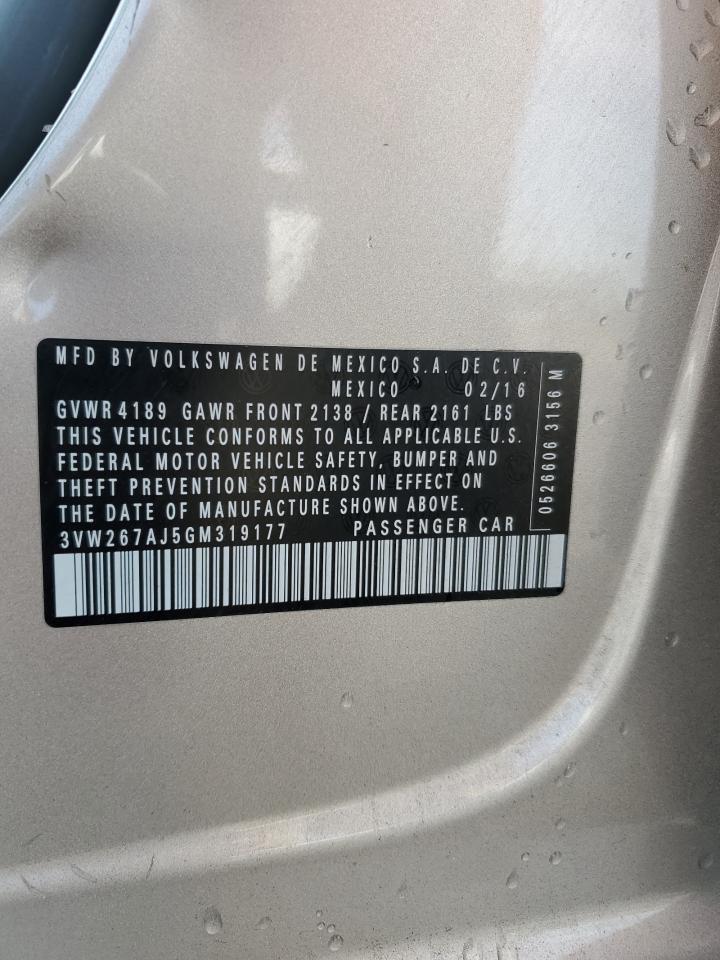 MFD BY VOLKSWAGEN DE MEXICO S.A. DE C.V.
MEXICO 02/16
GVWR 4189 GAWR FRONT 2138 / REAR 2161 LBS
THIS VEHICLE CONFORMS TO ALL APPLICABLE U.S.
FEDERAL MOTOR VEHICLE SAFETY, BUMPER AND
THEFT PREVENTION STANDARDS IN EFFECT ON
THE DATE OF MANUFACTURE SHOWN ABOVE.
3VW267AJ5GM319177 PASSENGER CAR
0526606 3156 M